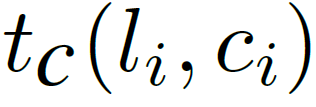 t_c(l_i, c_i)